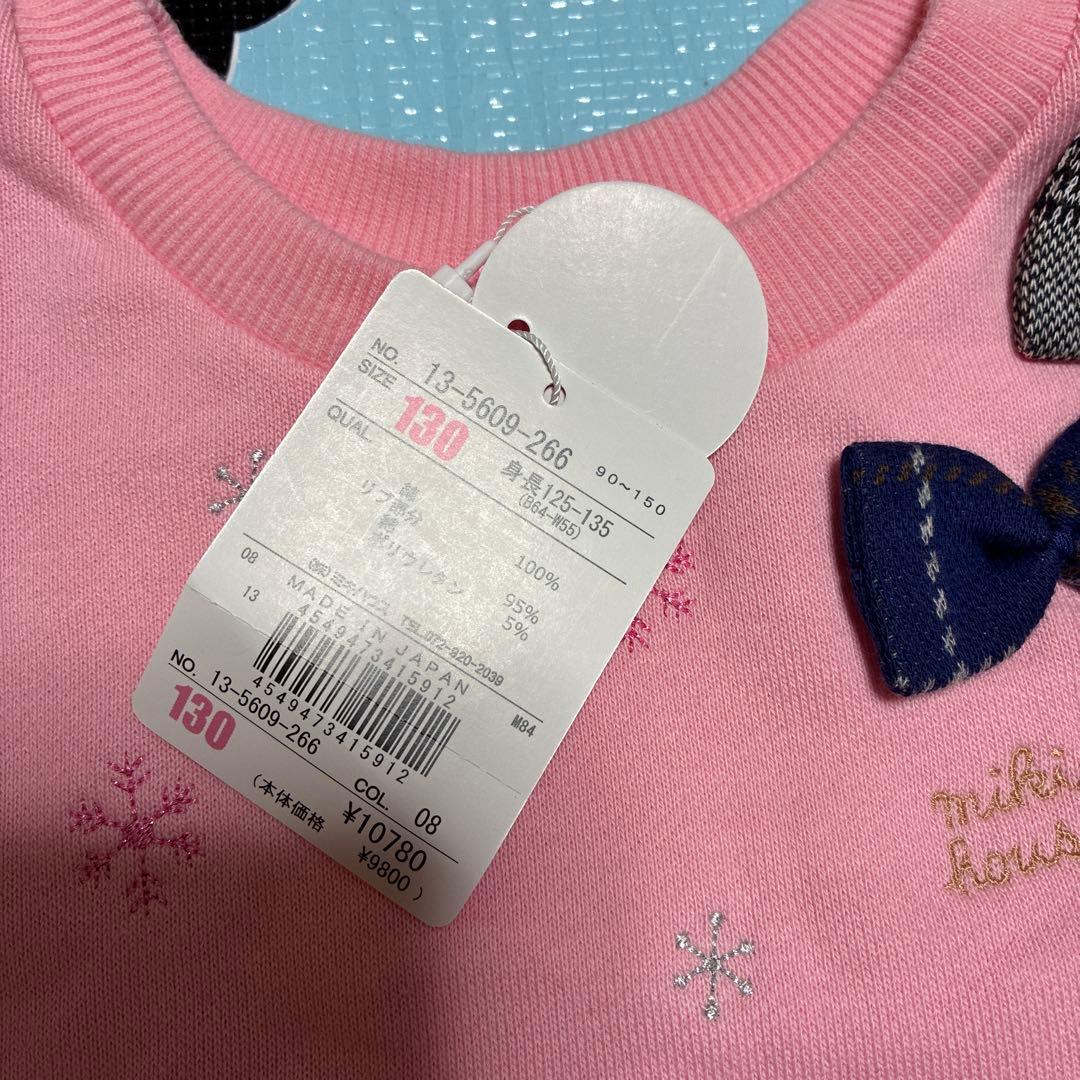 NO. 13-5609-266 90~150
SIZE 130 身長125-135
(B64-W55)
QUAL.
綿 100%
リブ部分
綿 95%
ポリウレタン 5%
08 (株)ミキハウス TEL.072-920-2039
13 MADE IN JAPAN
4549473415912
4549473415912 M84
NO. 13-5609-266
130 COL. 08
¥10780
(本体価格 ¥9800)
miki
hous